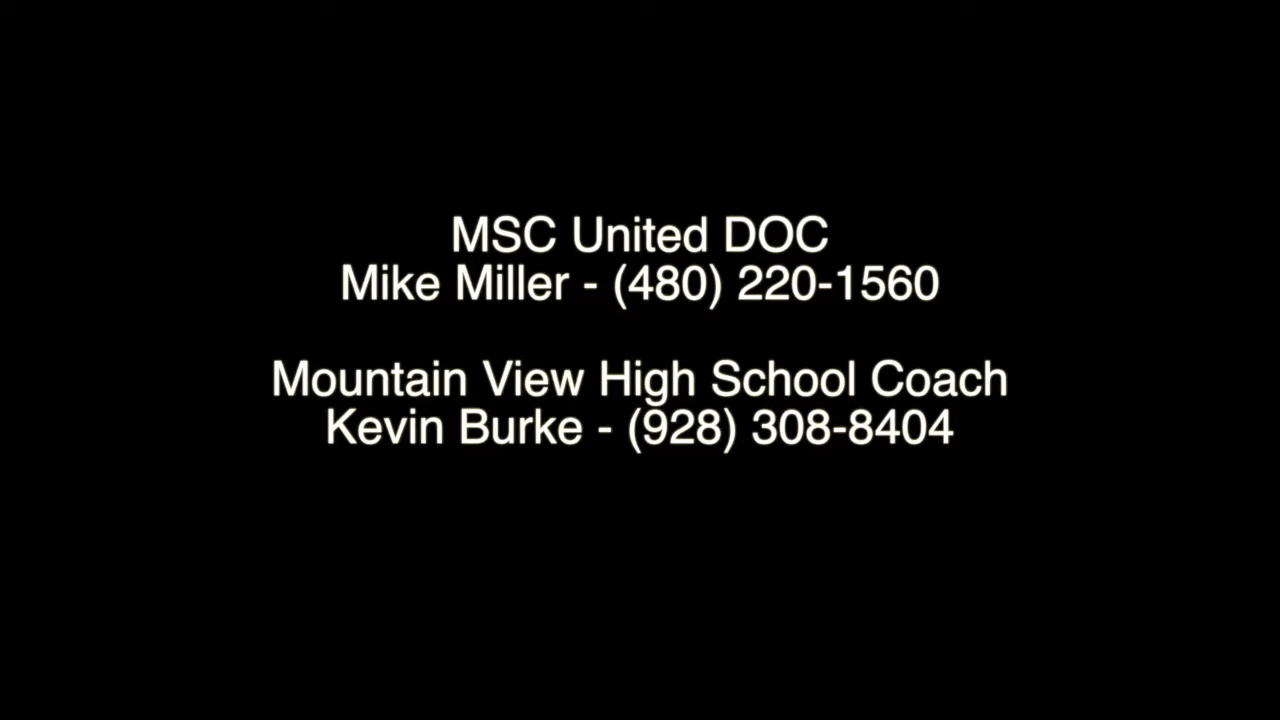 MSC United DOC
Mike Miller - (480) 220-1560
Mountain View High School Coach
Kevin Burke - (928) 308-8404